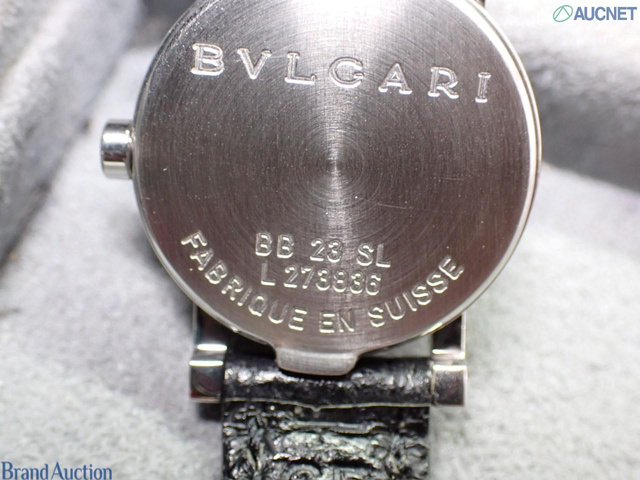 AUCNET
BVLGARI
BB 23 SL
L 273836
FABRIQUE EN SUISSE
Brand Auction